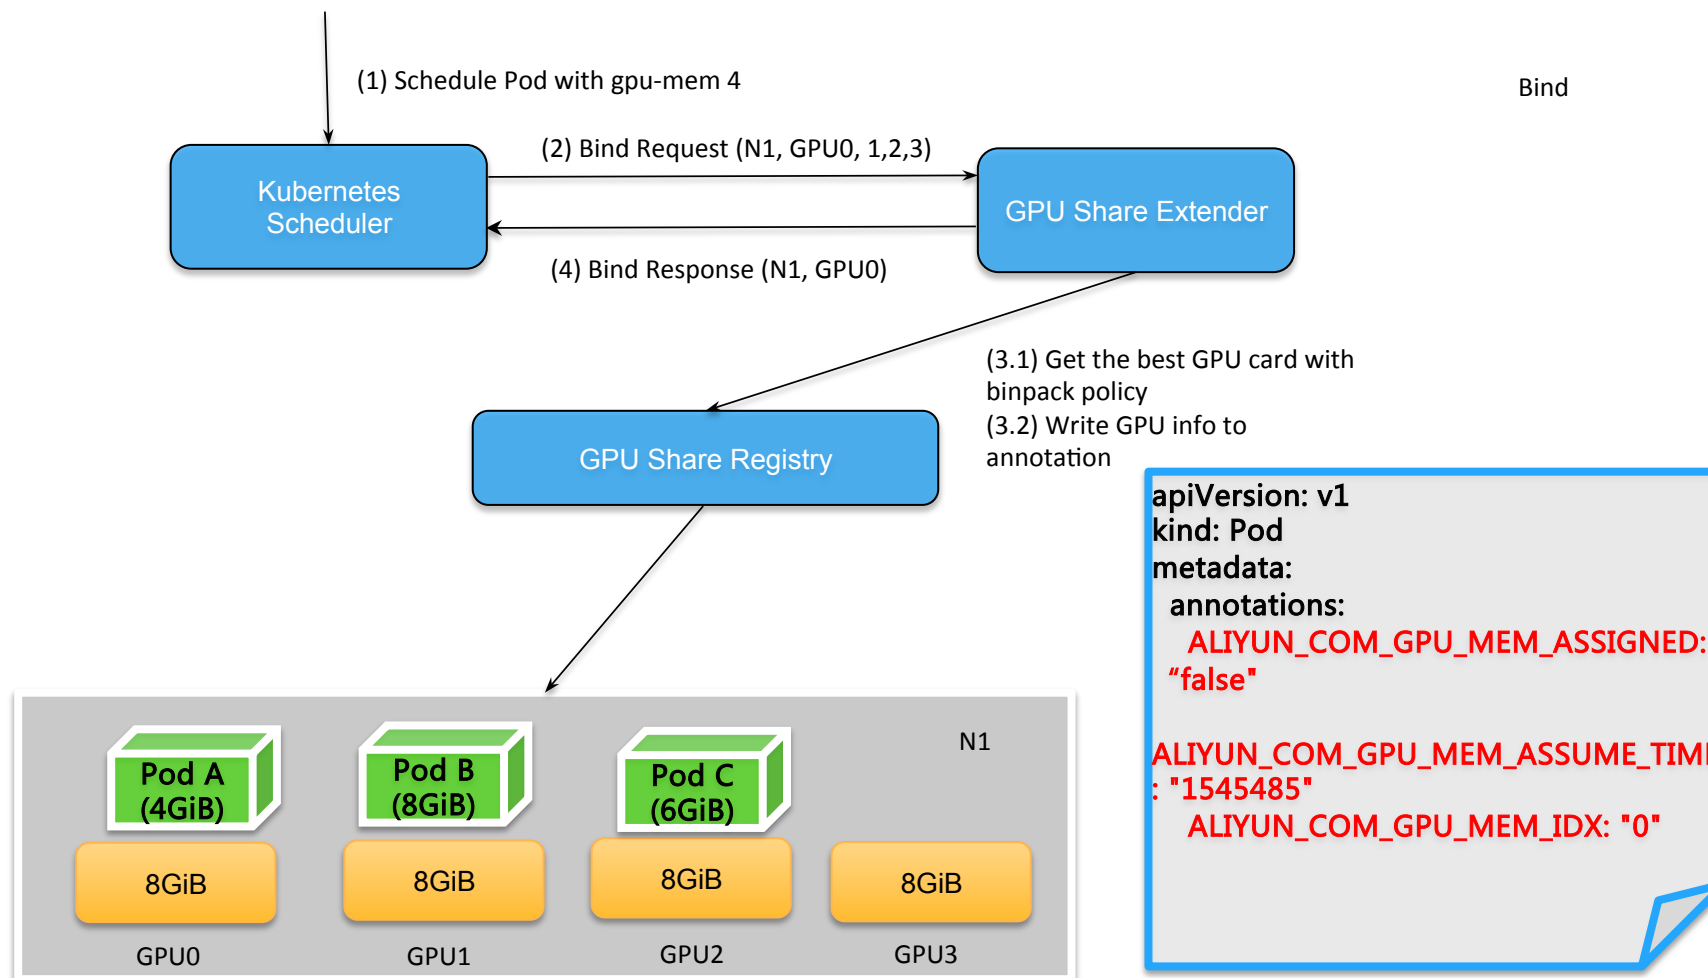 (1) Schedule Pod with gpu-mem 4
Bind
(2) Bind Request (N1, GPU0, 1,2,3)
Kubernetes
Scheduler
GPU Share Extender
(4) Bind Response (N1, GPU0)
(3.1) Get the best GPU card with
binpack policy
(3.2) Write GPU info to
annotation
GPU Share Registry
apiVersion: v1
kind: Pod
metadata:
annotations:
ALIYUN_COM_GPU_MEM_ASSIGNED:
“false"
ALIYUN_COM_GPU_MEM_ASSUME_TIM
: "1545485"
ALIYUN_COM_GPU_MEM_IDX: "0"
N1
Pod A
(4GiB)
Pod B
(8GiB)
Pod C
(6GiB)
8GiB
8GiB
8GiB
8GiB
GPU0
GPU1
GPU2
GPU3